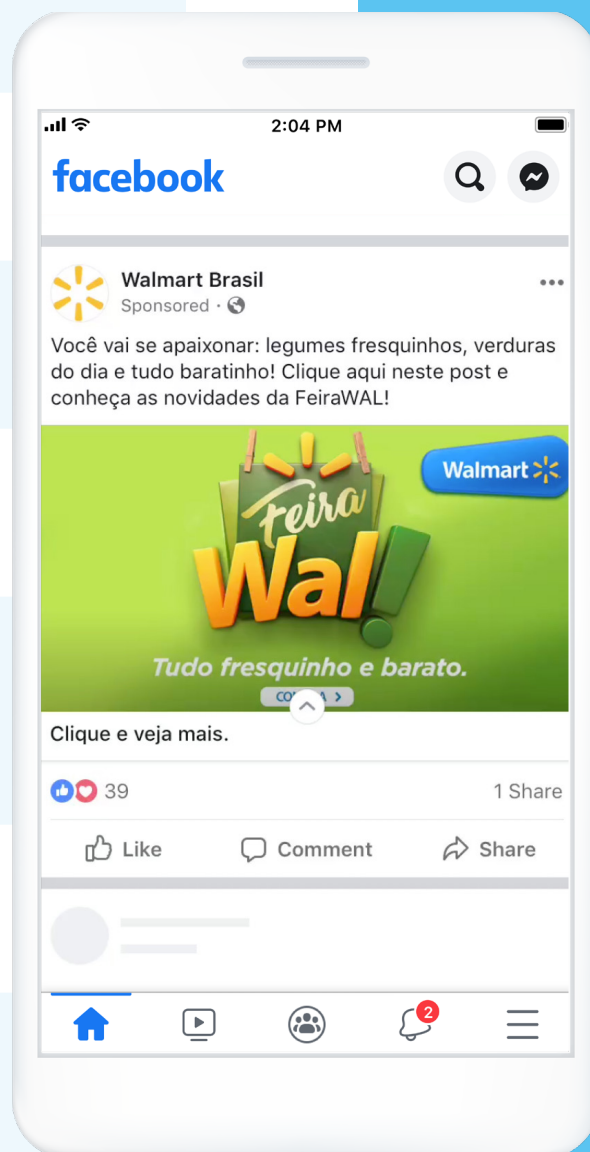 2:04 PM
facebook
Walmart Brasil
Sponsored ·
Você vai se apaixonar: legumes fresquinhos, verduras
do dia e tudo baratinho! Clique aqui neste post e
conheça as novidades da FeiraWAL!
Walmart
Feira
Wal!
Tudo fresquinho e barato.
Clique e veja mais.
39
1 Share
Like
Comment
Share
2